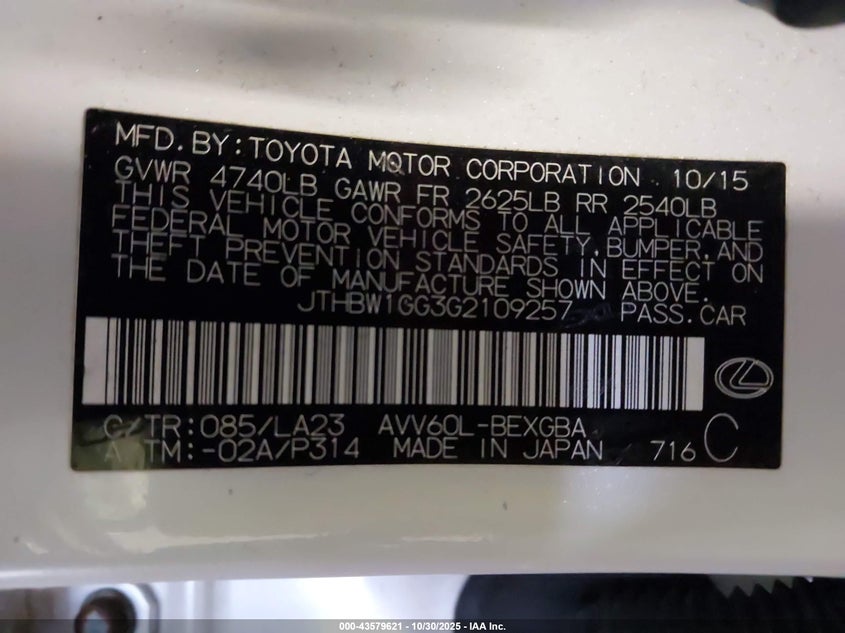 MFD. BY: TOYOTA MOTOR CORPORATION 10/15
GVWR 4740LB GAWR FR 2625LB RR 2540LB
THIS VEHICLE CONFORMS TO ALL APPLICABLE
FEDERAL MOTOR VEHICLE SAFETY, BUMPER, AND
THEFT PREVENTION STANDARDS IN EFFECT ON
THE DATE OF MANUFACTURE SHOWN ABOVE.
JTHBW1GG3G2109257 PASS. CAR
C/TR: 085/LA23 AVV60L-BEXGBA
A/TM: -02A/P314 MADE IN JAPAN 716 C
000-43579621 - 10/30/2025 - IAA Inc.